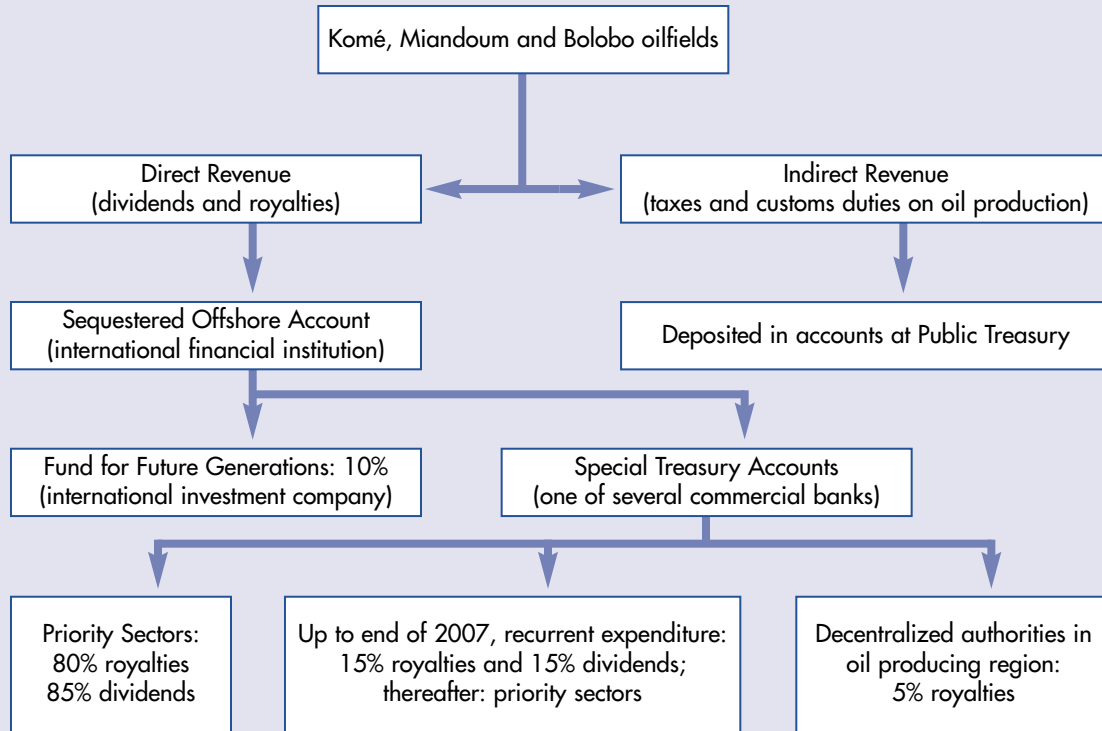 Komé, Miandoum and Bolobo oilfields
Direct Revenue
(dividends and royalties)
Indirect Revenue
(taxes and customs duties on oil production)
Sequestered Offshore Account
(international financial institution)
Deposited in accounts at Public Treasury
Fund for Future Generations: 10%
(international investment company)
Special Treasury Accounts
(one of several commercial banks)
Priority Sectors:
80% royalties
85% dividends
Up to end of 2007, recurrent expenditure:
15% royalties and 15% dividends;
thereafter: priority sectors
Decentralized authorities in
oil producing region:
5% royalties